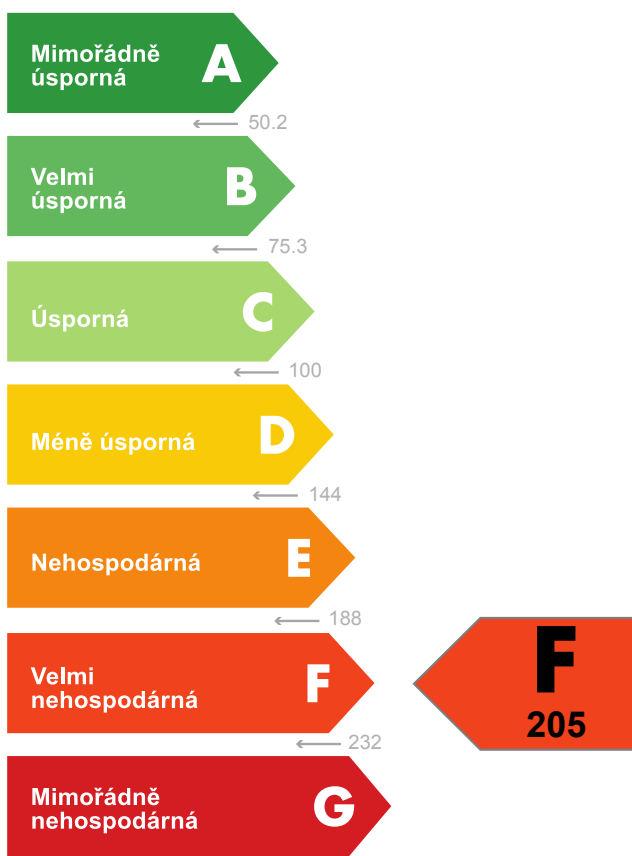 Mimořádně
úsporná
A
50.2
Velmi
úsporná
B
75.3
Úsporná
C
100
Méně úsporná
D
144
Nehospodárná
E
188
Velmi
nehospodárná
F
F
205
232
Mimořádně
nehospodárná
G